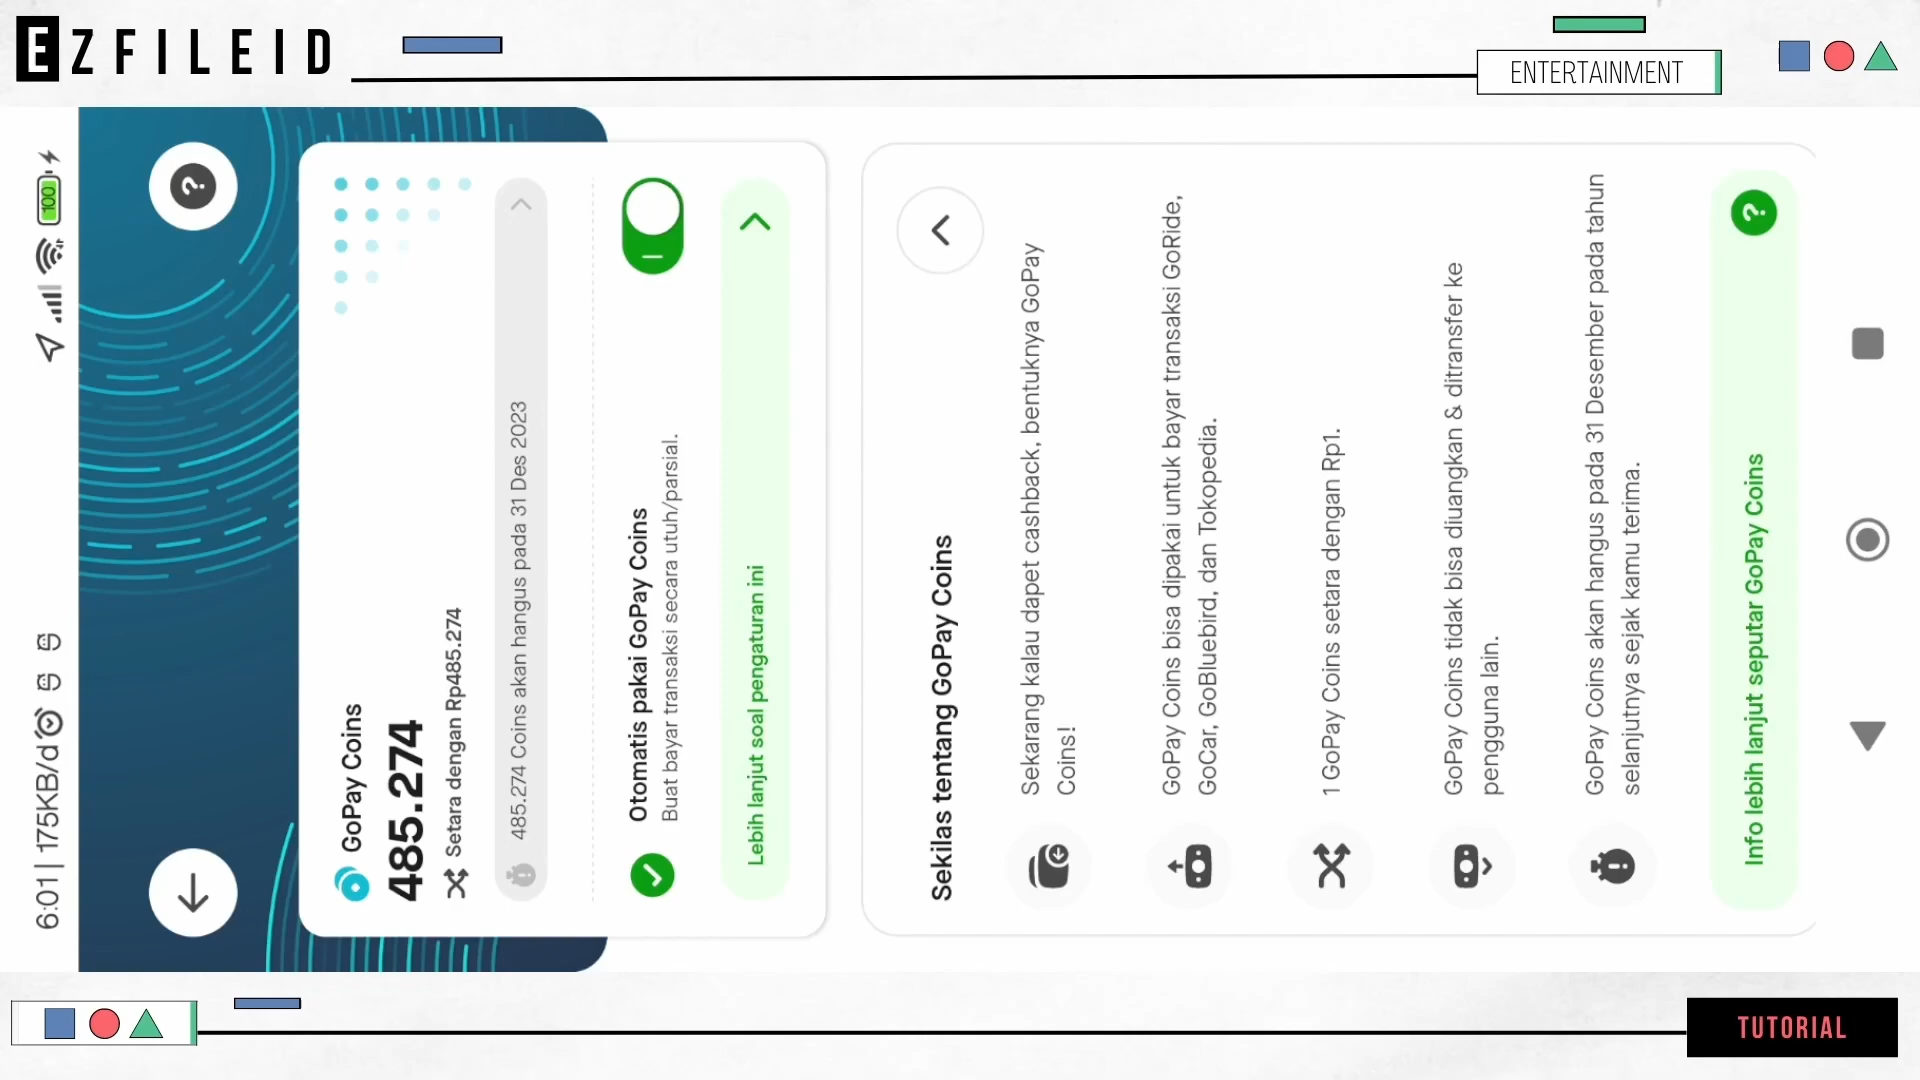 EZFILEID
ENTERTAINMENT
6:01 | 175KB/d
100
?
GoPay Coins
485.274
Setara dengan Rp485.274
485.274 Coins akan hangus pada 31 Des 2023
Otomatis pakai GoPay Coins
Buat bayar transaksi secara utuh/parsial.
Lebih lanjut soal pengaturan ini
Sekilas tentang GoPay Coins
Sekarang kalau dapet cashback, bentuknya GoPay
Coins!
GoPay Coins bisa dipakai untuk bayar transaksi GoRide,
GoCar, GoBluebird, dan Tokopedia.
1 GoPay Coins setara dengan Rp1.
GoPay Coins tidak bisa diuangkan & ditransfer ke
pengguna lain.
GoPay Coins akan hangus pada 31 Desember pada tahun
selanjutnya sejak kamu terima.
Info lebih lanjut seputar GoPay Coins
?
TUTORIAL